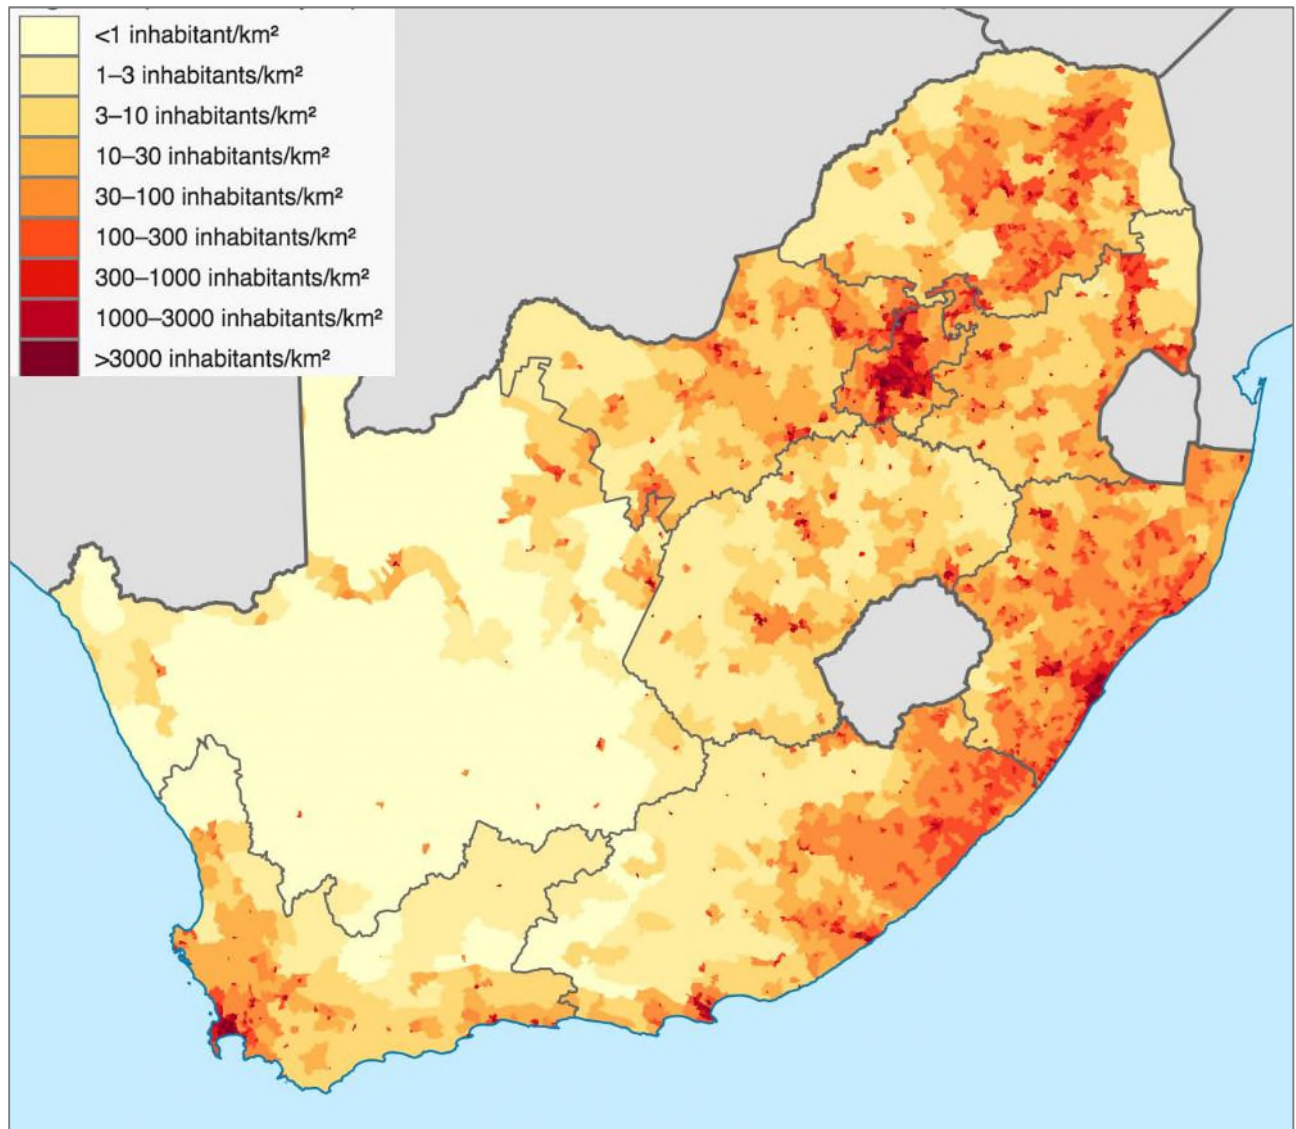 <1 inhabitant/km²
1–3 inhabitants/km²
3–10 inhabitants/km²
10–30 inhabitants/km²
30–100 inhabitants/km²
100–300 inhabitants/km²
300–1000 inhabitants/km²
1000–3000 inhabitants/km²
>3000 inhabitants/km²